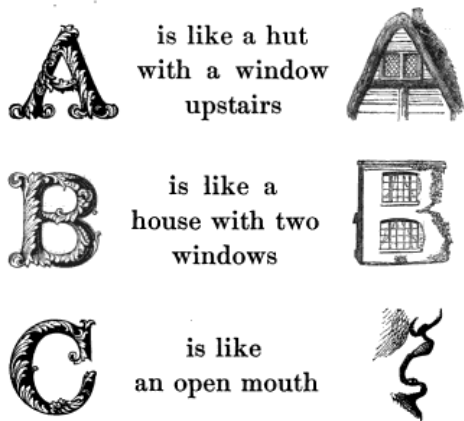 A is like a hut
with a window
upstairs
B is like a
house with two
windows
C is like
an open mouth